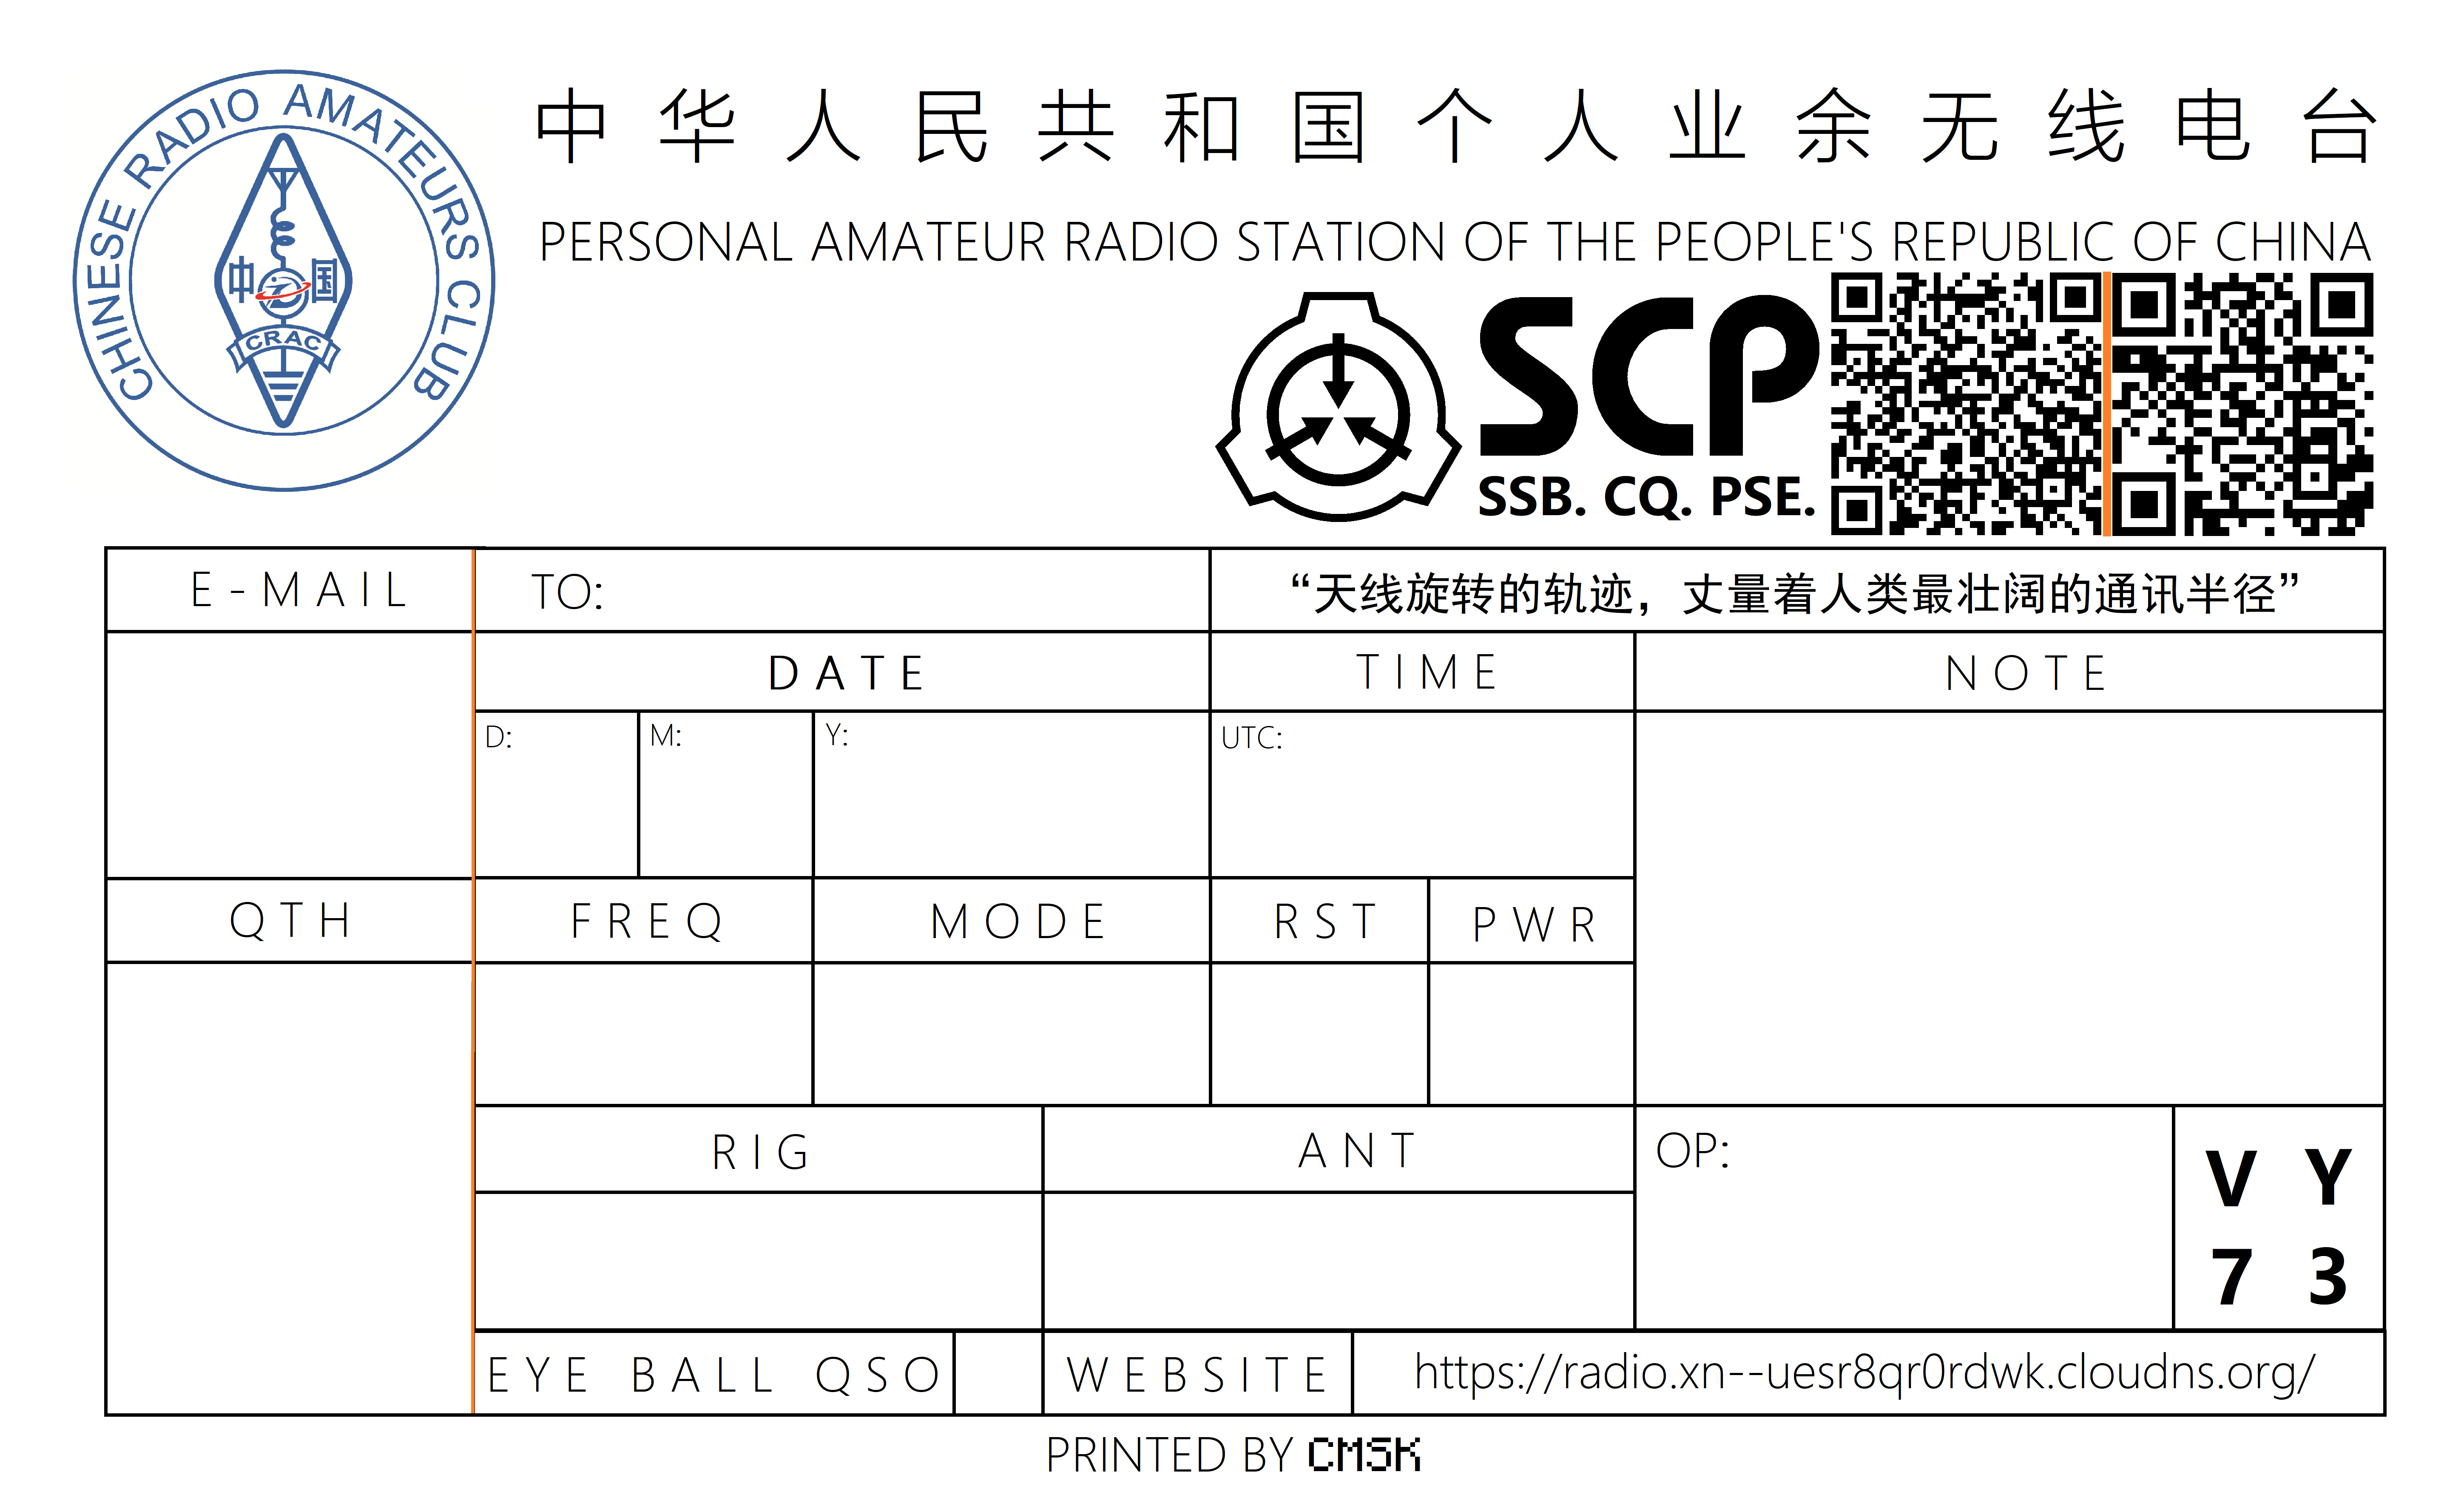 CHINESE RADIO AMATEURS CLUB
中国
CRAC
中华人民共和国个人业余无线电台
PERSONAL AMATEUR RADIO STATION OF THE PEOPLE'S REPUBLIC OF CHINA
SCP
SSB. CQ. PSE.
E-MAIL
TO:
“天线旋转的轨迹，丈量着人类最壮阔的通讯半径”
DATE
TIME
NOTE
D:
M:
Y:
UTC:
QTH
FREQ
MODE
RST
PWR
RIG
ANT
OP:
VY
73
EYE BALL QSO
WEBSITE
https://radio.xn--uesr8qr0rdwk.cloudns.org/
PRINTED BY CMSK